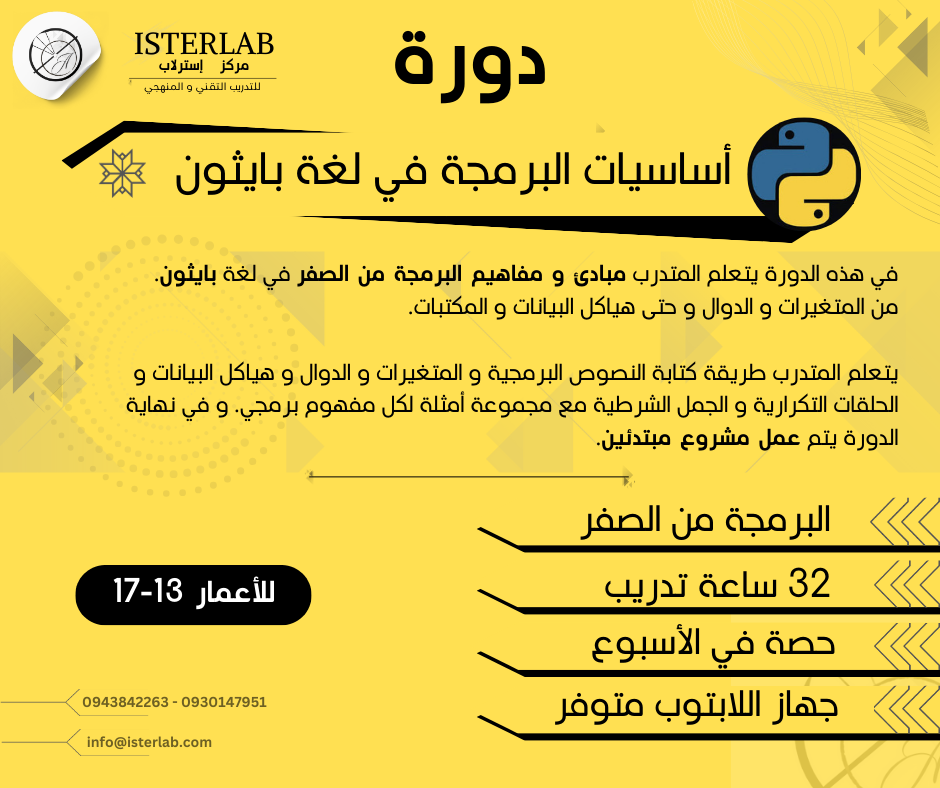 ISTERLAB
مركز إسترلاب
للتدريب التقني و المنهجي
دورة
أساسيات البرمجة في لغة بايثون
في هذه الدورة يتعلم المتدرب مبادئ و مفاهيم البرمجة من الصفر في لغة بايثون.
من المتغيرات و الدوال و حتى هياكل البيانات و المكتبات.
يتعلم المتدرب طريقة كتابة النصوص البرمجية و المتغيرات و الدوال و هياكل البيانات و
الحلقات التكرارية و الجمل الشرطية مع مجموعة أمثلة لكل مفهوم برمجي. و في نهاية
الدورة يتم عمل مشروع مبتدئين.
البرمجة من الصفر
32 ساعة تدريب
حصة في الأسبوع
جهاز اللابتوب متوفر
للأعمار 13-17
0943842263 - 0930147951
info@isterlab.com